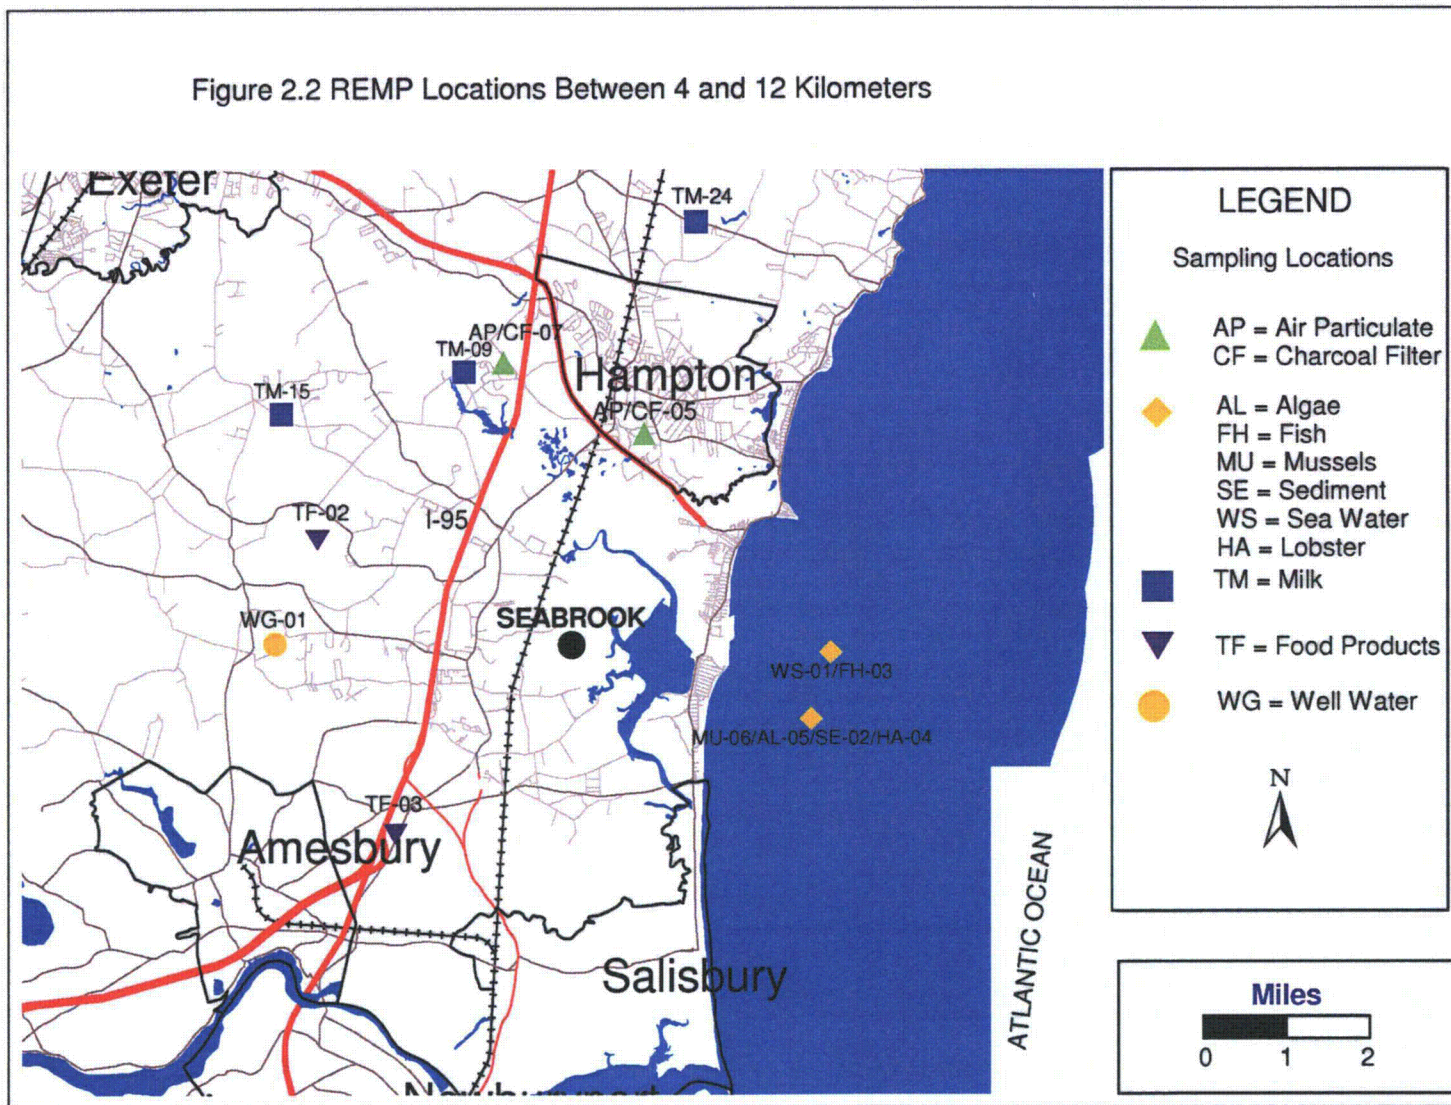 Figure 2.2 REMP Locations Between 4 and 12 Kilometers
Exeter
TM-24
AP/CF-07
TM-09
Hampton
TM-15
AP/CF-05
TF-02
I-95
WG-01
SEABROOK
WS-01/FH-03
MU-06/AL-05/SE-02/HA-04
TF-03
Amesbury
Salisbury
ATLANTIC OCEAN
LEGEND
Sampling Locations
AP = Air Particulate
CF = Charcoal Filter
AL = Algae
FH = Fish
MU = Mussels
SE = Sediment
WS = Sea Water
HA = Lobster
TM = Milk
TF = Food Products
WG = Well Water
N
Miles
0 1 2